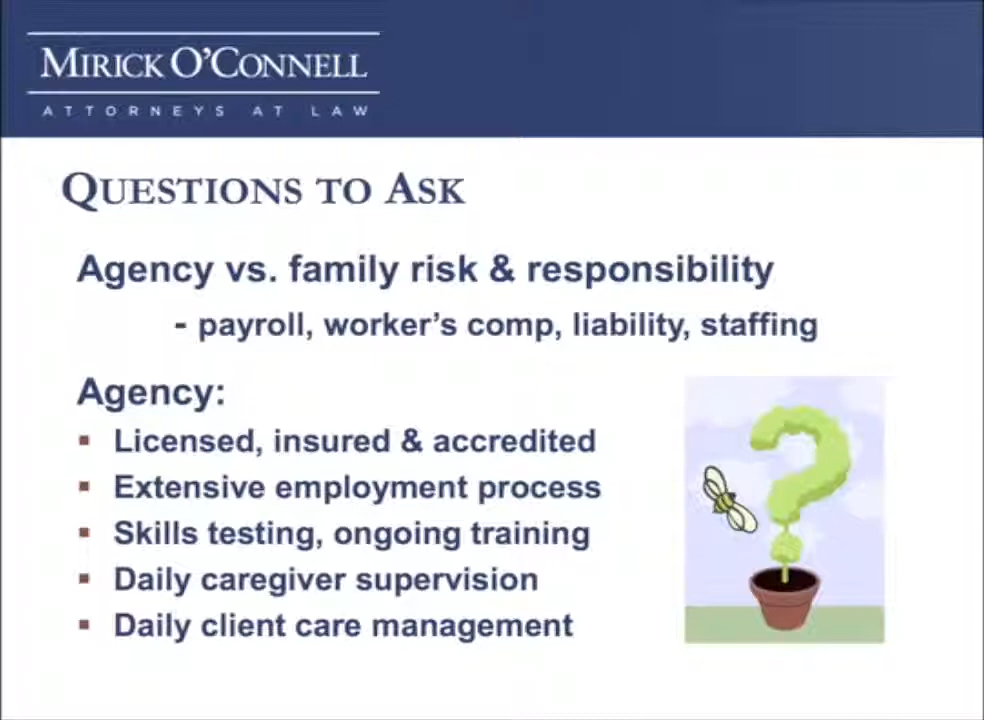 MIRICK O'CONNELL
ATTORNEYS AT LAW
QUESTIONS TO ASK
Agency vs. family risk & responsibility
- payroll, worker's comp, liability, staffing
Agency:
▪ Licensed, insured & accredited
▪ Extensive employment process
▪ Skills testing, ongoing training
▪ Daily caregiver supervision
▪ Daily client care management